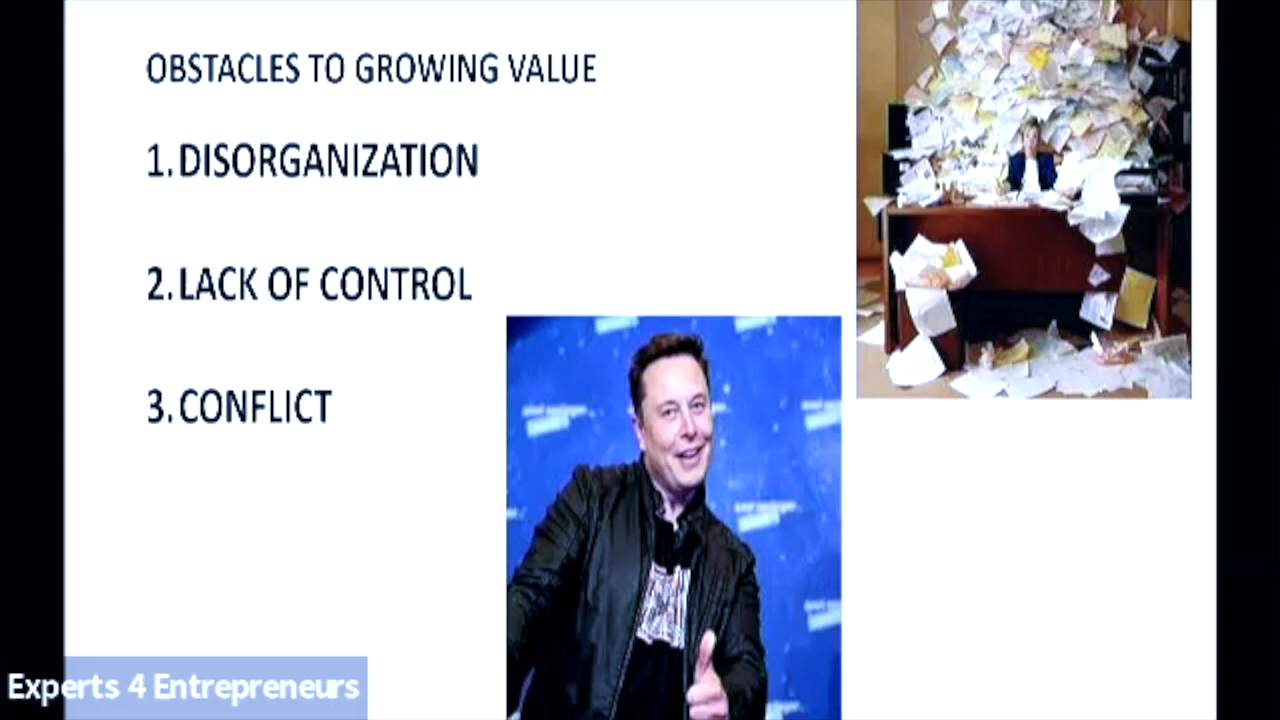 OBSTACLES TO GROWING VALUE
1. DISORGANIZATION
2. LACK OF CONTROL
3. CONFLICT
Experts 4 Entrepreneurs